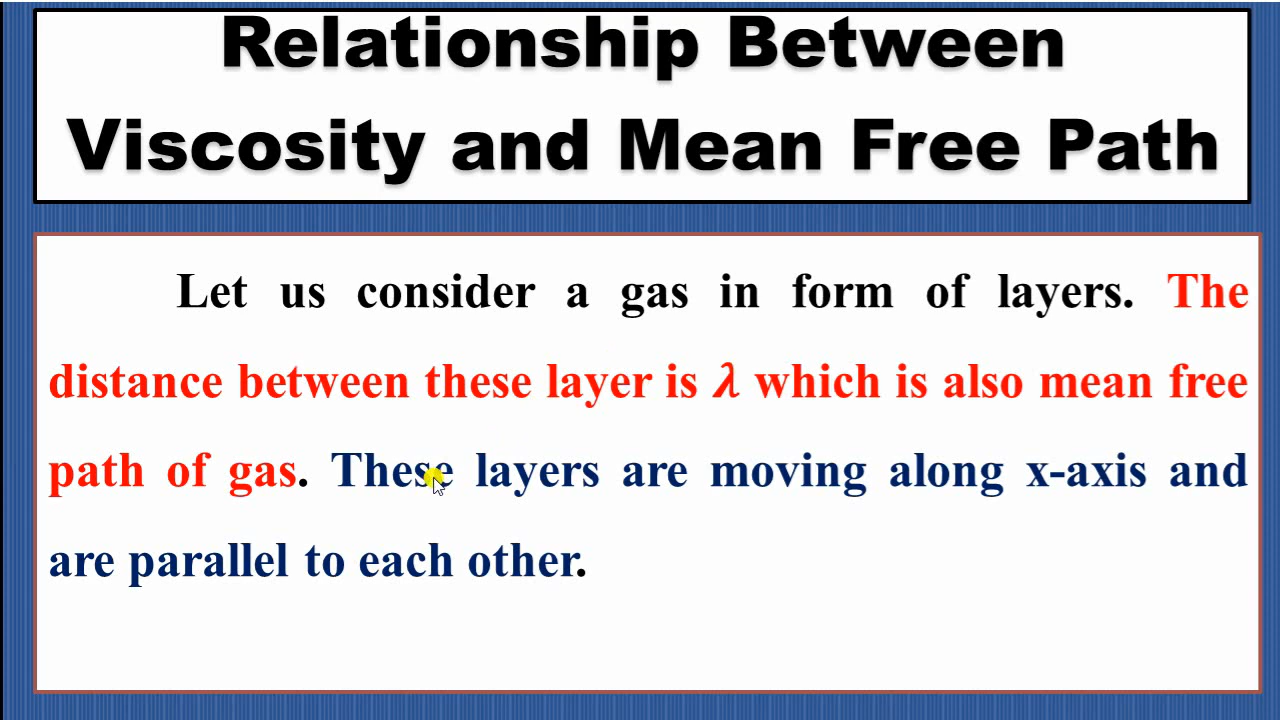 Relationship Between
Viscosity and Mean Free Path
Let us consider a gas in form of layers. The
distance between these layer is 𝝀 which is also mean free
path of gas. These layers are moving along x-axis and
are parallel to each other.